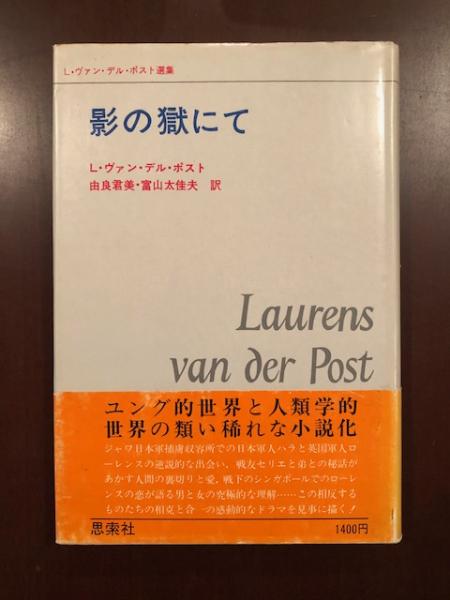 L・ヴァン・デル・ポスト選集
影の獄にて
L・ヴァン・デル・ポスト
由良君美・富山太佳夫 訳
Laurens
van der Post
ユング的世界と人類学的
世界の類い稀れな小説化
ジャワ日本軍捕虜収容所での日本軍人ハラと英国軍人ロ
ーレンスの逆説的な出会い、戦友セリエと弟との秘話が
あかす人間の裏切りと愛、戦下のシンガポールでのローレ
ンスの恋が語る男と女の究極的な理解……この相反する
ものたちの相克と合一の感動的なドラマを見事に描く!
思索社
1400円